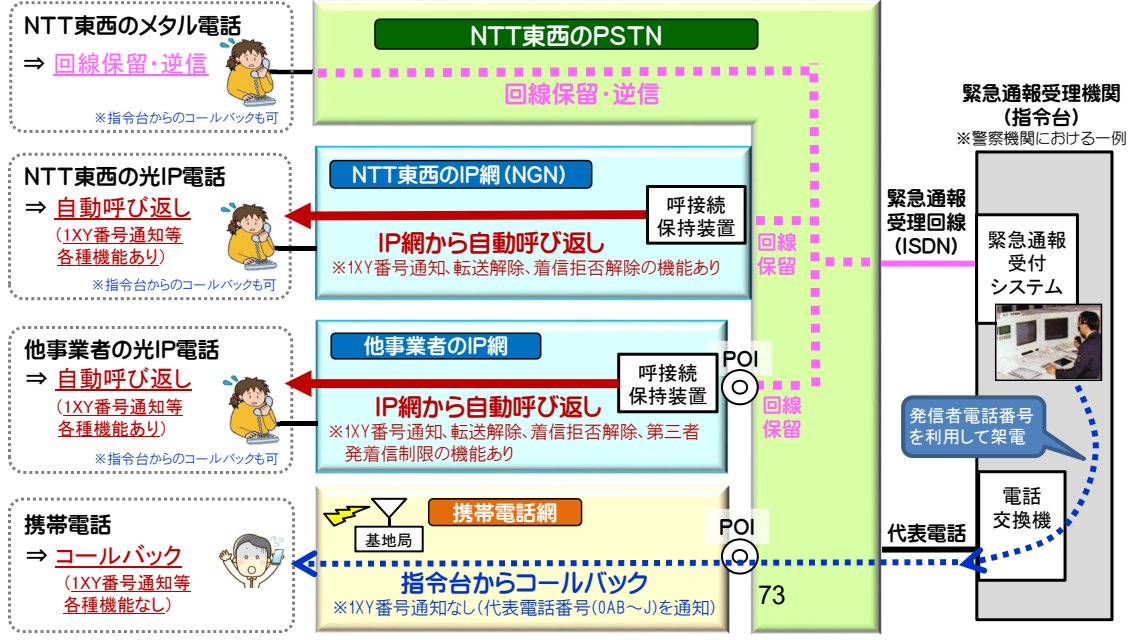 NTT東西のメタル電話
⇒ 回線保留・逆信
※指令台からのコールバックも可
NTT東西のPSTN
回線保留・逆信
緊急通報受理機関
(指令台)
※警察機関における一例
NTT東西の光IP電話
⇒ 自動呼び返し
(1XY番号通知等
各種機能あり)
※指令台からのコールバックも可
NTT東西のIP網(NGN)
呼接続
保持装置
IP網から自動呼び返し
※1XY番号通知、転送解除、着信拒否解除の機能あり
回線
保留
緊急通報
受理回線
(ISDN)
緊急通報
受付
システム
他事業者の光IP電話
⇒ 自動呼び返し
(1XY番号通知等
各種機能あり)
※指令台からのコールバックも可
他事業者のIP網
呼接続
保持装置
POI
IP網から自動呼び返し
※1XY番号通知、転送解除、着信拒否解除、第三者
発着信制限の機能あり
回線
保留
発信者電話番号
を利用して架電
携帯電話
⇒ コールバック
(1XY番号通知等
各種機能なし)
携帯電話網
基地局
POI
指令台からコールバック
※1XY番号通知なし(代表電話番号(0AB～J)を通知)
73
代表電話
電話
交換機